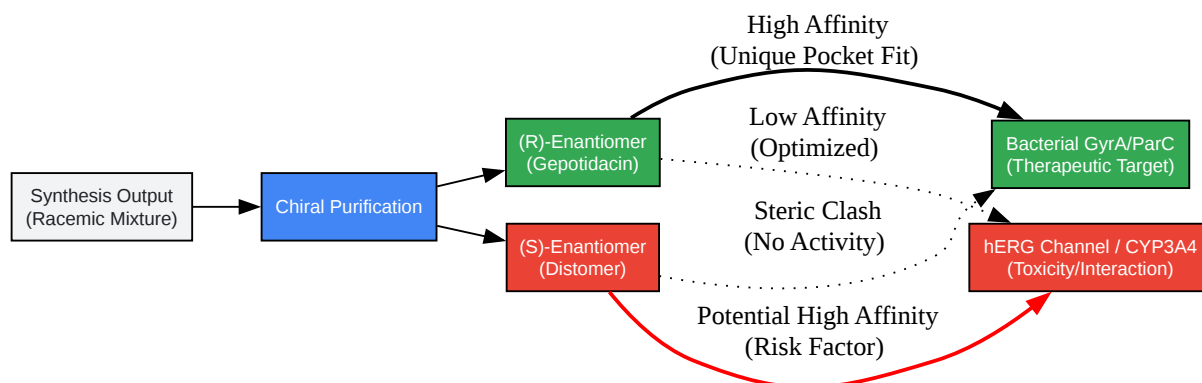 High Affinity
(Unique Pocket Fit)
Low Affinity
(Optimized)
(R)-Enantiomer
(Gepotidacin)
Bacterial GyrA/ParC
(Therapeutic Target)
Synthesis Output
(Racemic Mixture)
Chiral Purification
Steric Clash
(No Activity)
(S)-Enantiomer
(Distomer)
hERG Channel / CYP3A4
(Toxicity/Interaction)
Potential High Affinity
(Risk Factor)